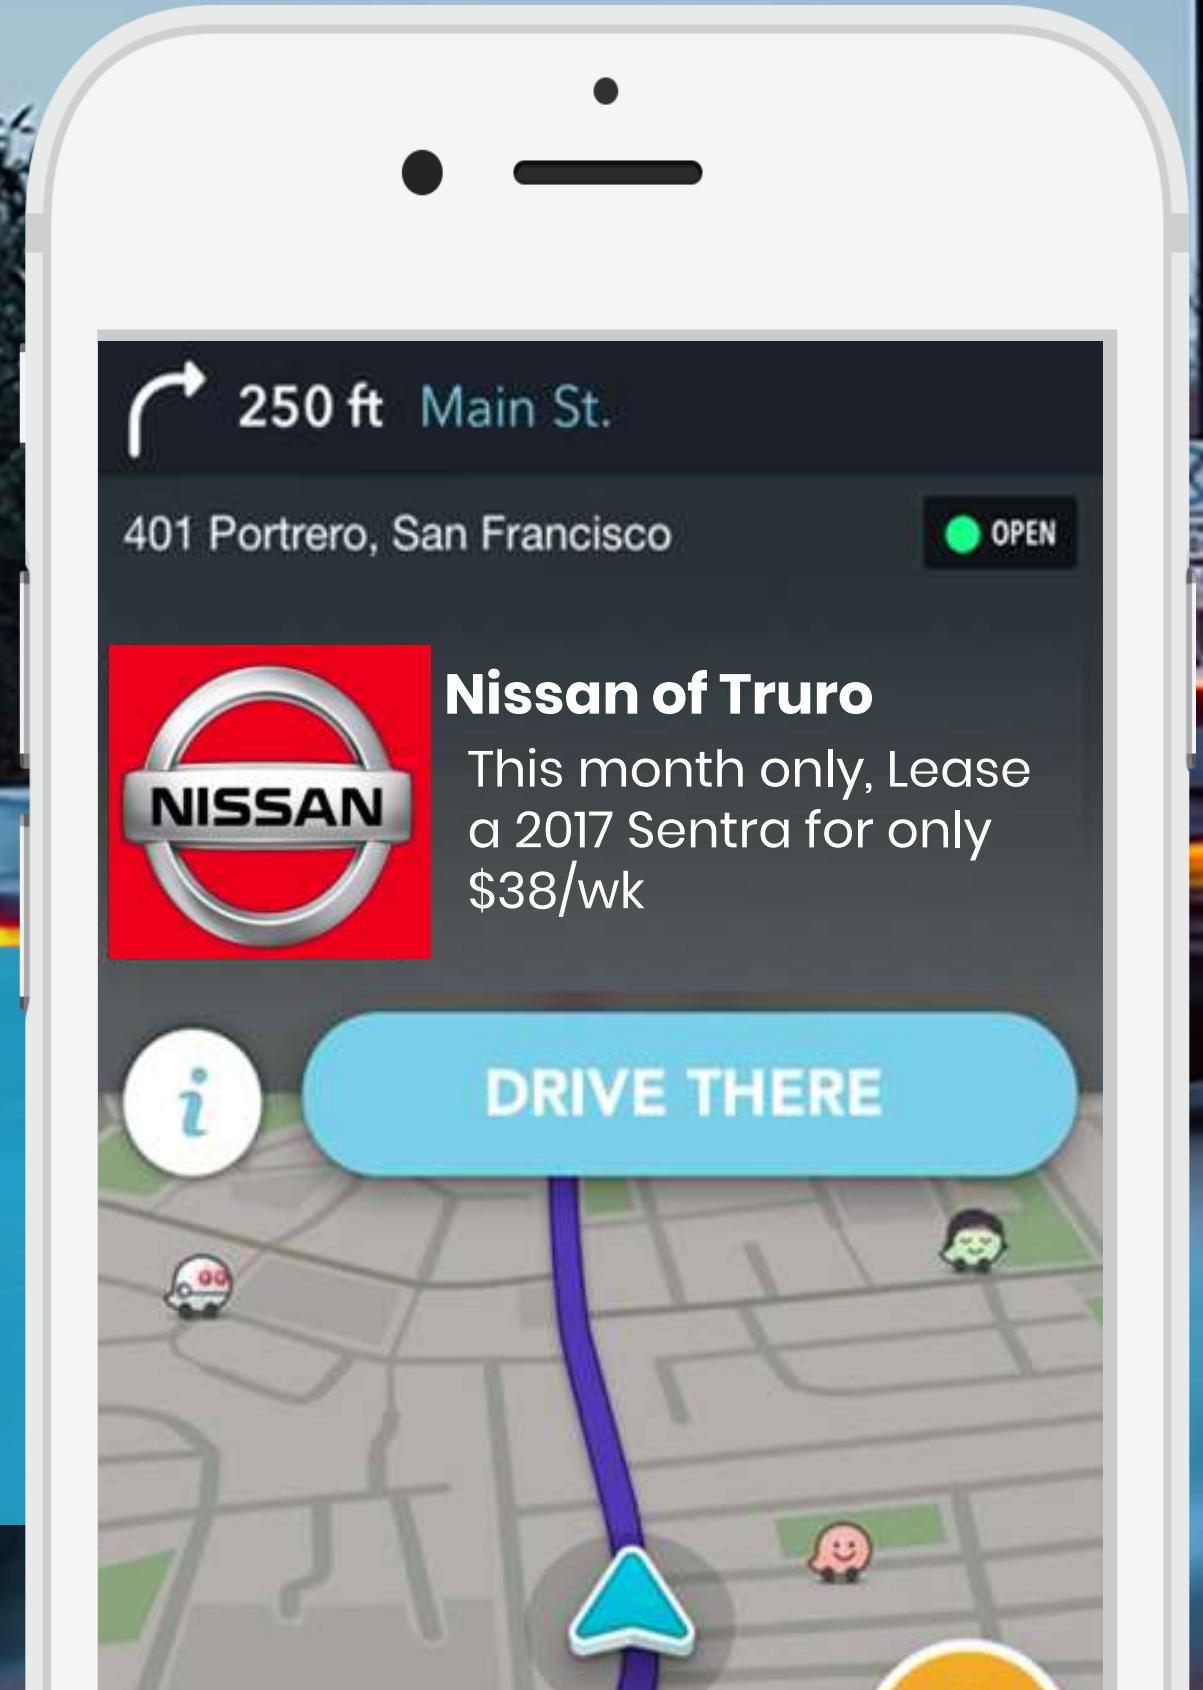 250 ft Main St.
401 Portrero, San Francisco
OPEN
NISSAN
Nissan of Truro
This month only, Lease
a 2017 Sentra for only
$38/wk
i
DRIVE THERE